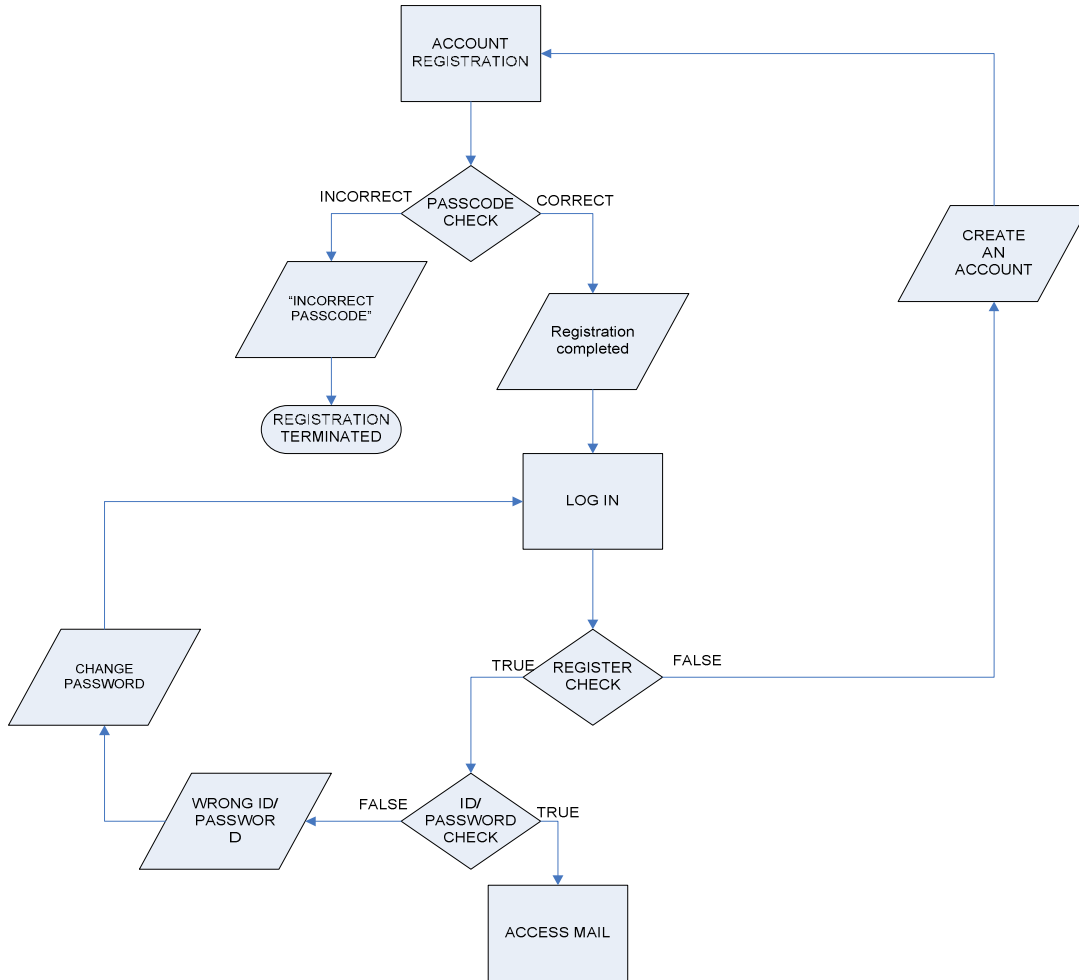 ACCOUNT
REGISTRATION
INCORRECT
CORRECT
PASSCODE
CHECK
CREATE
AN
ACCOUNT
“INCORRECT
PASSCODE”
Registration
completed
REGISTRATION
TERMINATED
LOG IN
TRUE
REGISTER
CHECK
FALSE
CHANGE
PASSWORD
WRONG ID/
PASSWOR
D
FALSE
ID/
PASSWORD
CHECK
TRUE
ACCESS MAIL